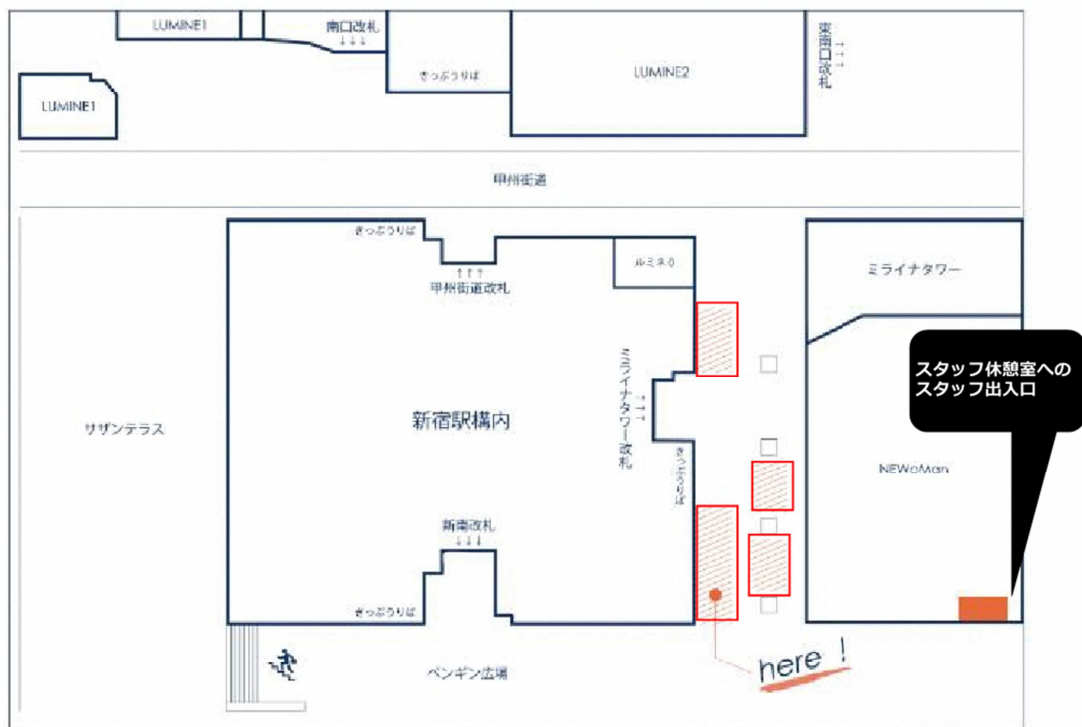 LUMINE1
南口改札
↓↓↓
きっぷうりば
LUMINE2
東南口改札
↑↑↑
LUMINE1
甲州街道
きっぷうりば
↑↑↑
甲州街道改札
ルミネ0
ミライナタワー
スタッフ休憩室への
スタッフ出入口
ミライナタワー改札
↑↑↑
新宿駅構内
サザンテラス
きっぷうりば
NEWoMan
新南改札
↓↓↓
きっぷうりば
ペンギン広場
here !